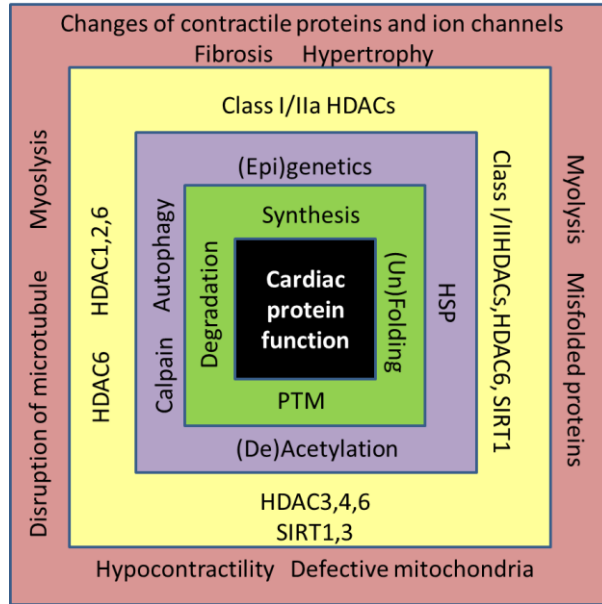 Changes of contractile proteins and ion channels
Fibrosis Hypertrophy
Class I/IIa HDACs
(Epi)genetics
Synthesis
Cardiac
protein
function
PTM
(De)Acetylation
HDAC3,4,6
SIRT1,3
Hypocontractility Defective mitochondria
Disruption of microtubule Myoslysis
HDAC6 HDAC1,2,6
Calpain Autophagy
Degradation
(Un)Folding
HSP
Class I/IIHDACs,HDAC6, SIRT1
Myolysis Misfolded proteins